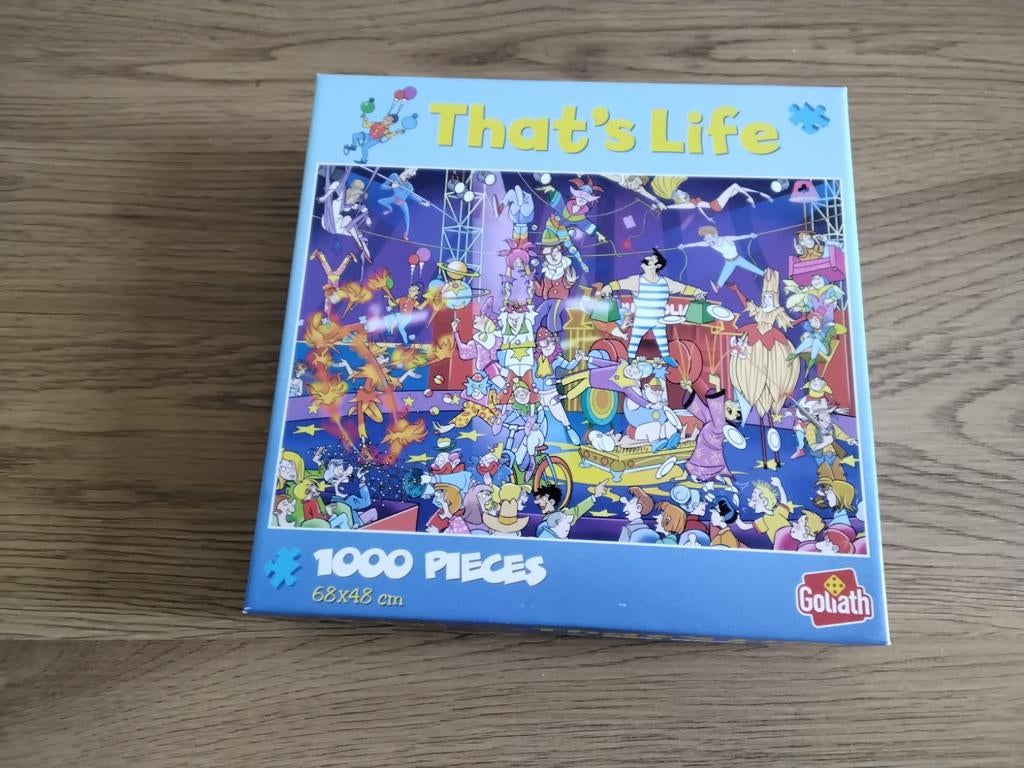 That's Life
1000 PIECES
68x48 cm
Goliath